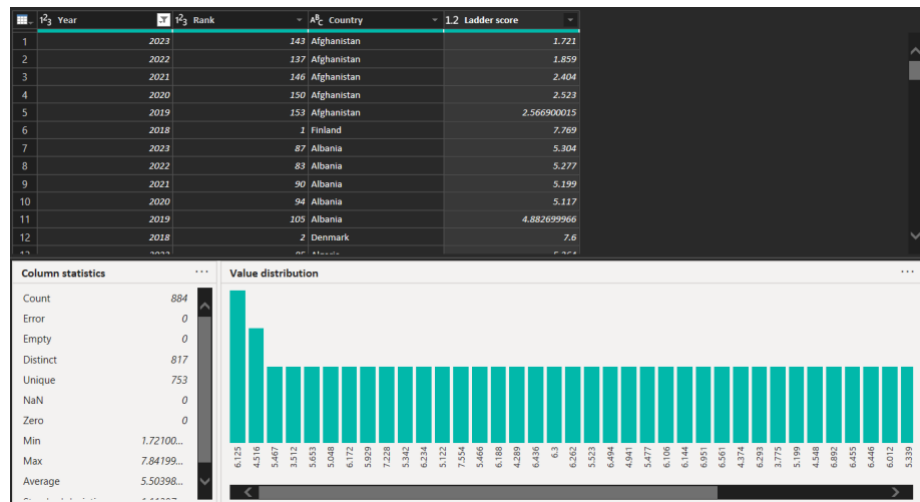 1²3 Year 1²3 Rank ABC Country 1.2 Ladder score
1 2023 143 Afghanistan 1.721
2 2022 137 Afghanistan 1.859
3 2021 146 Afghanistan 2.404
4 2020 150 Afghanistan 2.523
5 2019 153 Afghanistan 2.566900015
6 2018 1 Finland 7.769
7 2023 87 Albania 5.304
8 2022 83 Albania 5.277
9 2021 90 Albania 5.199
10 2020 94 Albania 5.117
11 2019 105 Albania 4.882699966
12 2018 2 Denmark 7.6
Column statistics ... Value distribution ...
Count 884
Error 0
Empty 0
Distinct 817
Unique 753
NaN 0
Zero 0
Min 1.72100...
Max 7.84199...
Average 5.50398...
6.125 4.516 5.467 3.512 5.653 5.048 6.172 5.929 7.228 5.342 6.234 5.122 7.554 5.466 6.188 4.289 6.436 6.3 6.262 5.523 6.494 4.941 5.477 6.106 6.144 6.951 6.561 4.374 6.293 3.775 5.199 4.548 6.892 6.455 6.446 6.012 5.339